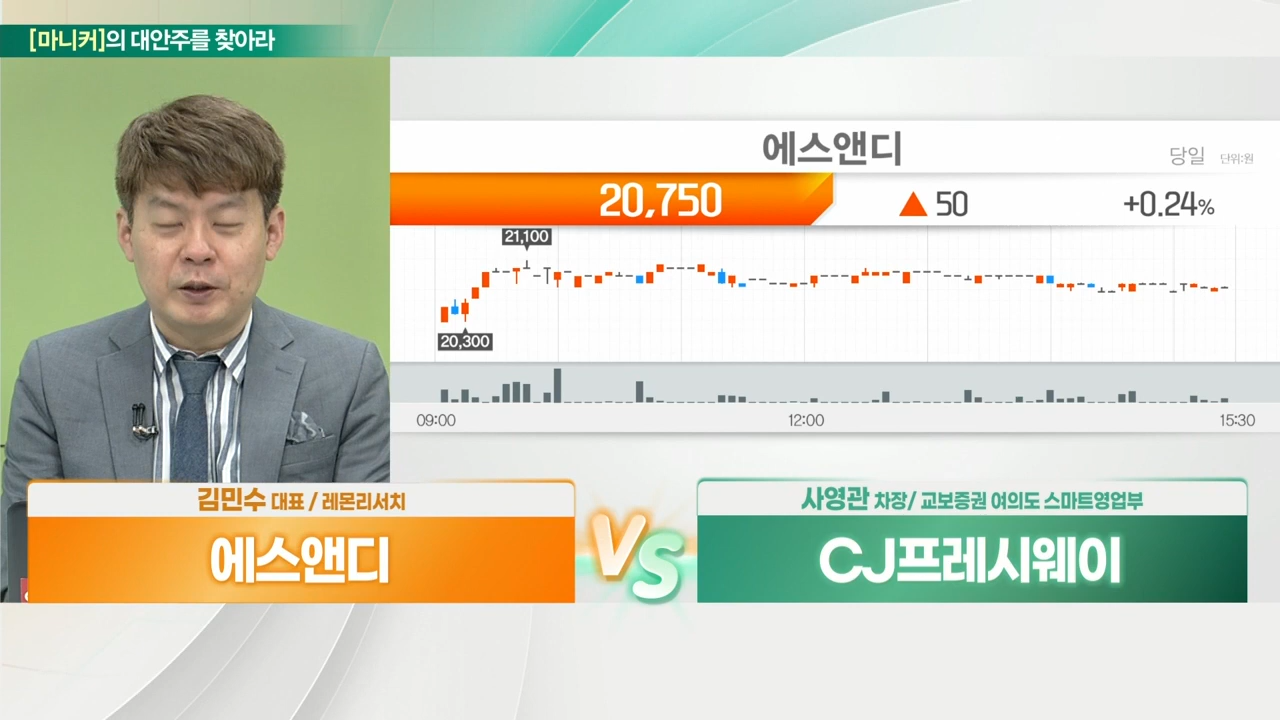 [마니커]의 대안주를 찾아라
에스앤디
당일 단위:원
20,750 ▲ 50 +0.24%
21,100
20,300
09:00 12:00 15:30
김민수 대표 / 레몬리서치
에스앤디
VS
사영관 차장/ 교보증권 여의도 스마트영업부
CJ프레시웨이